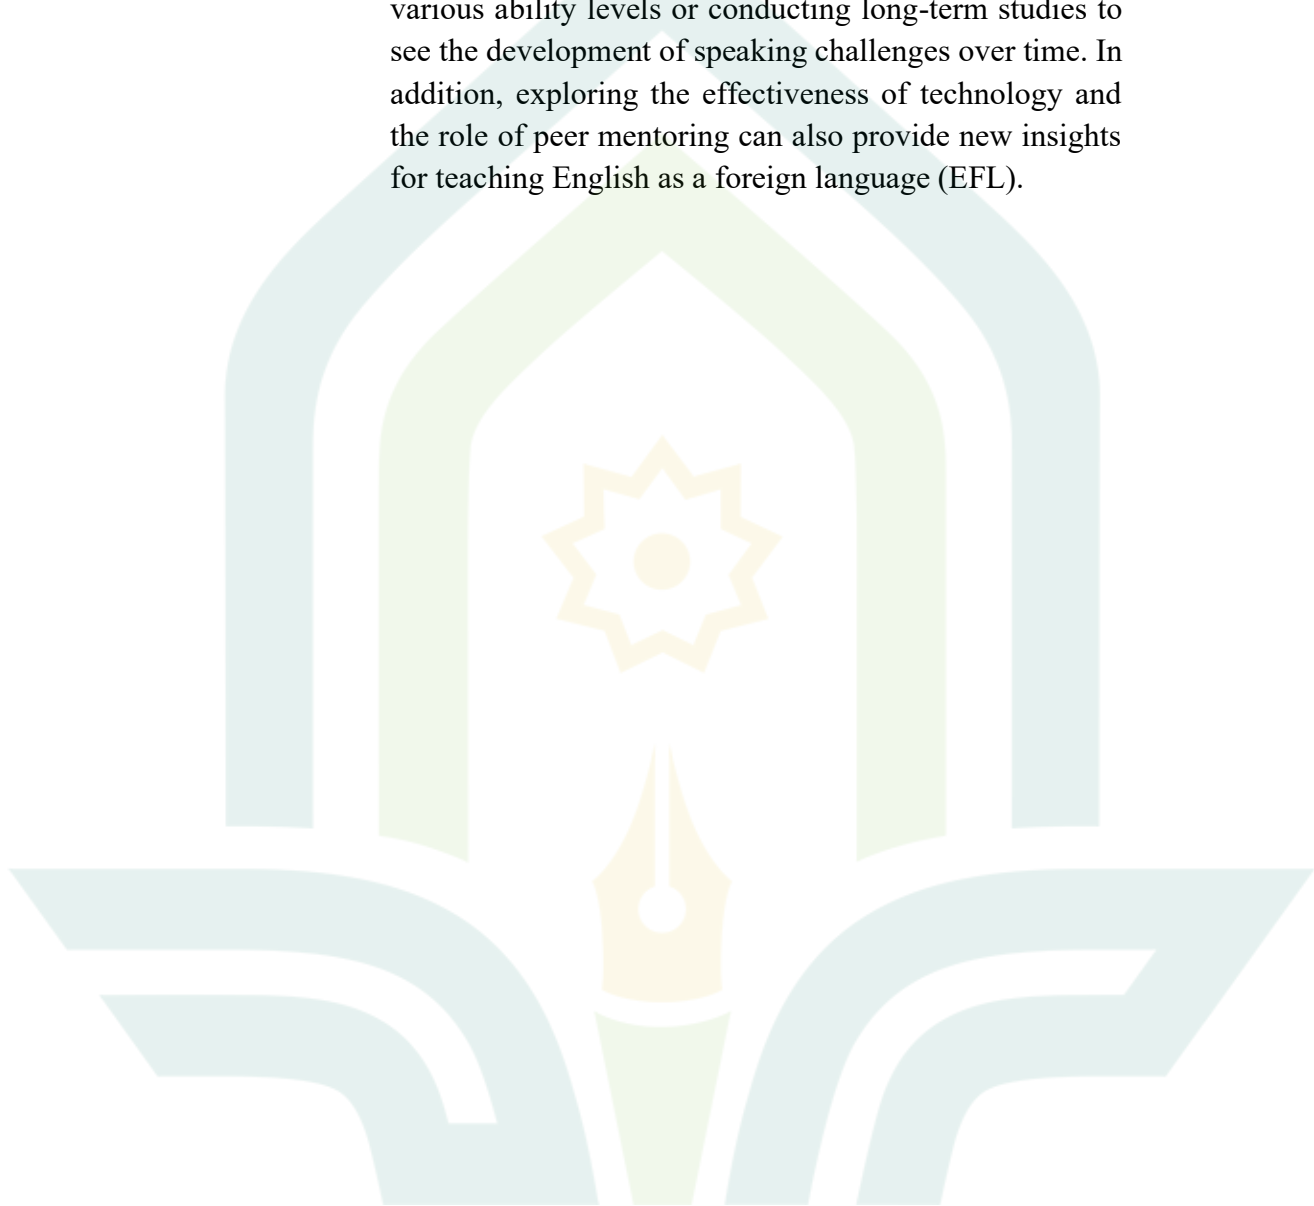 various ability levels or conducting long-term studies to
see the development of speaking challenges over time. In
addition, exploring the effectiveness of technology and
the role of peer mentoring can also provide new insights
for teaching English as a foreign language (EFL).